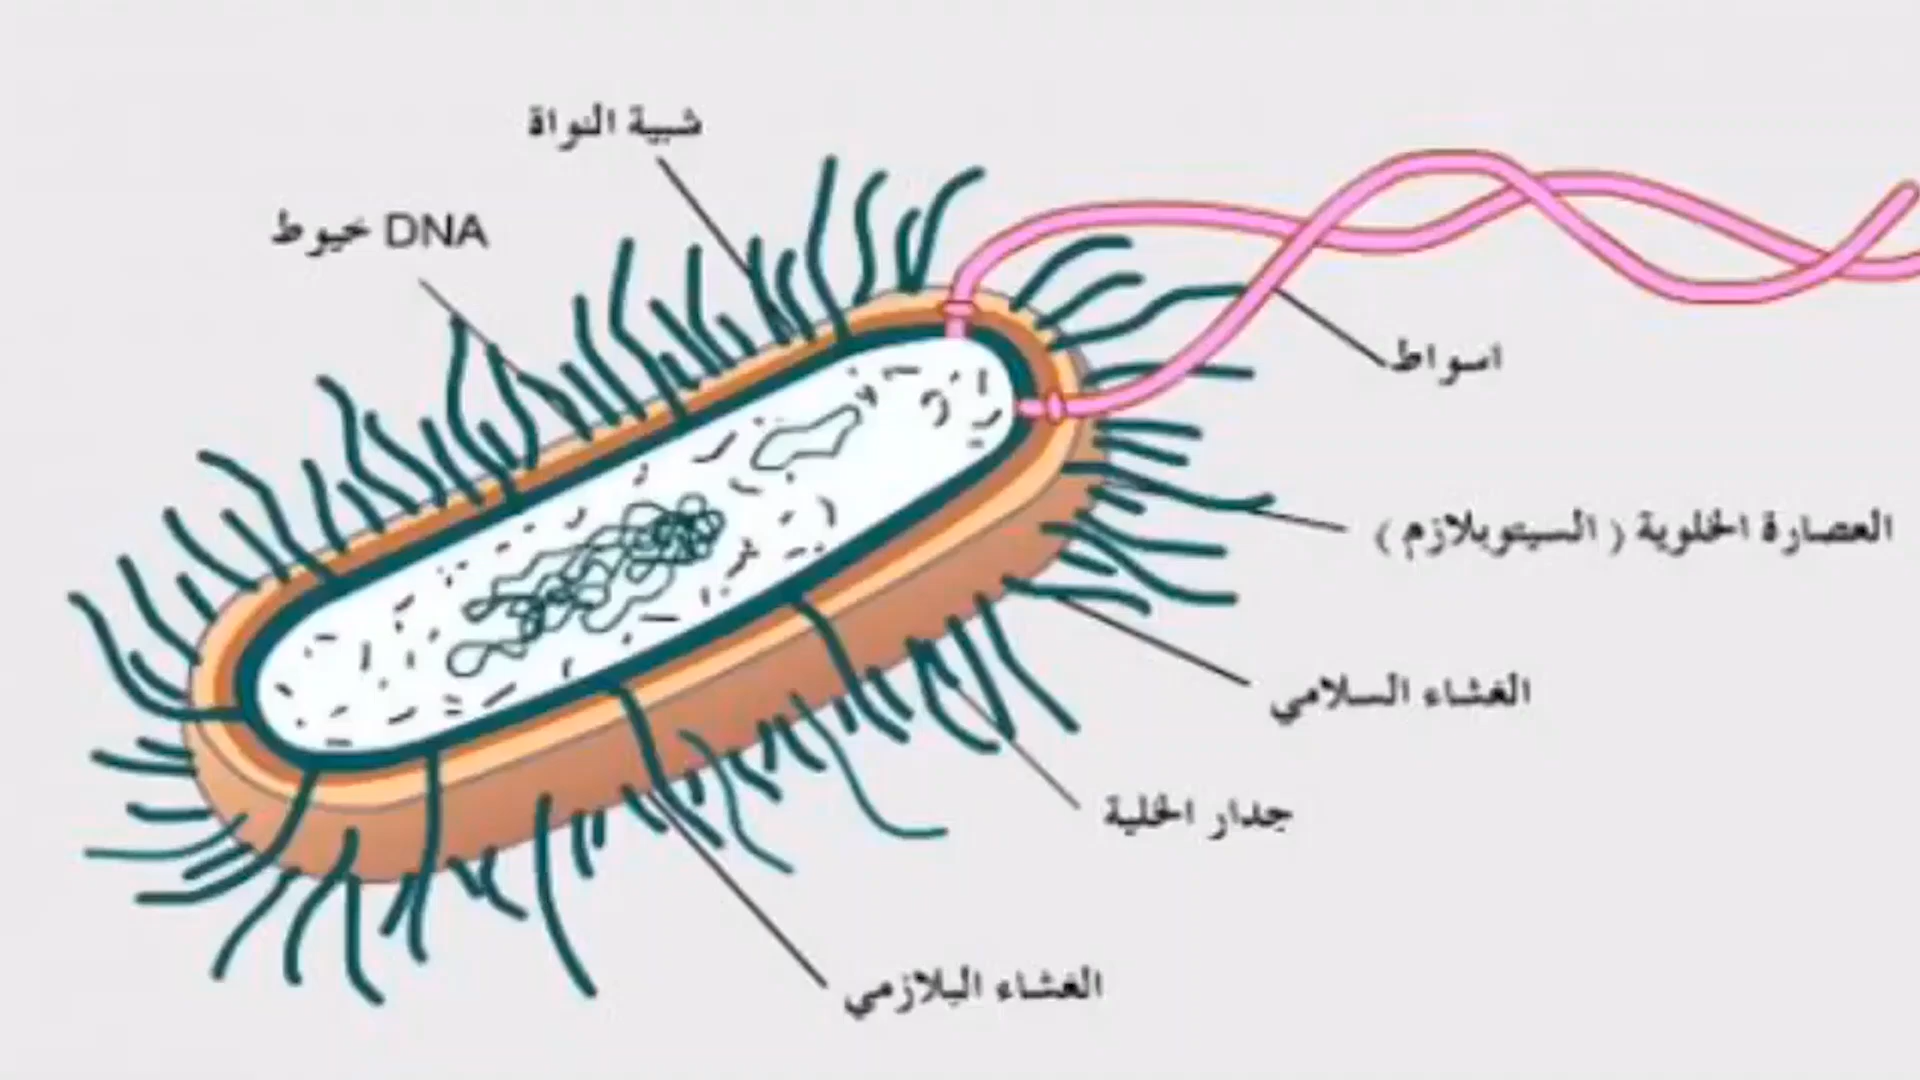 شبية النواة
خيوط DNA
اسواط
العصارة الخلوية ( السيتوبلازم )
الغشاء السلامي
جدار الخلية
الغشاء البلازمي